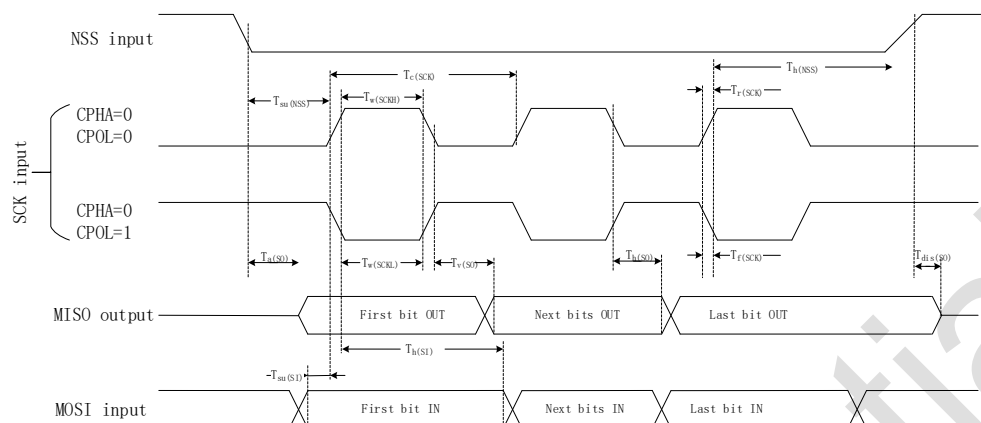 NSS input
Tc(SCK)
Th(NSS)
Tsu(NSS)
Tw(SCKH)
Tr(SCK)
CPHA=0
CPOL=0
SCK input
CPHA=0
CPOL=1
Ta(SO)
Tw(SCKL)
Tv(SO)
Th(SO)
Tf(SCK)
Tdis(SO)
MISO output
First bit OUT
Next bits OUT
Last bit OUT
Th(SI)
Tsu(SI)
MOSI input
First bit IN
Next bits IN
Last bit IN